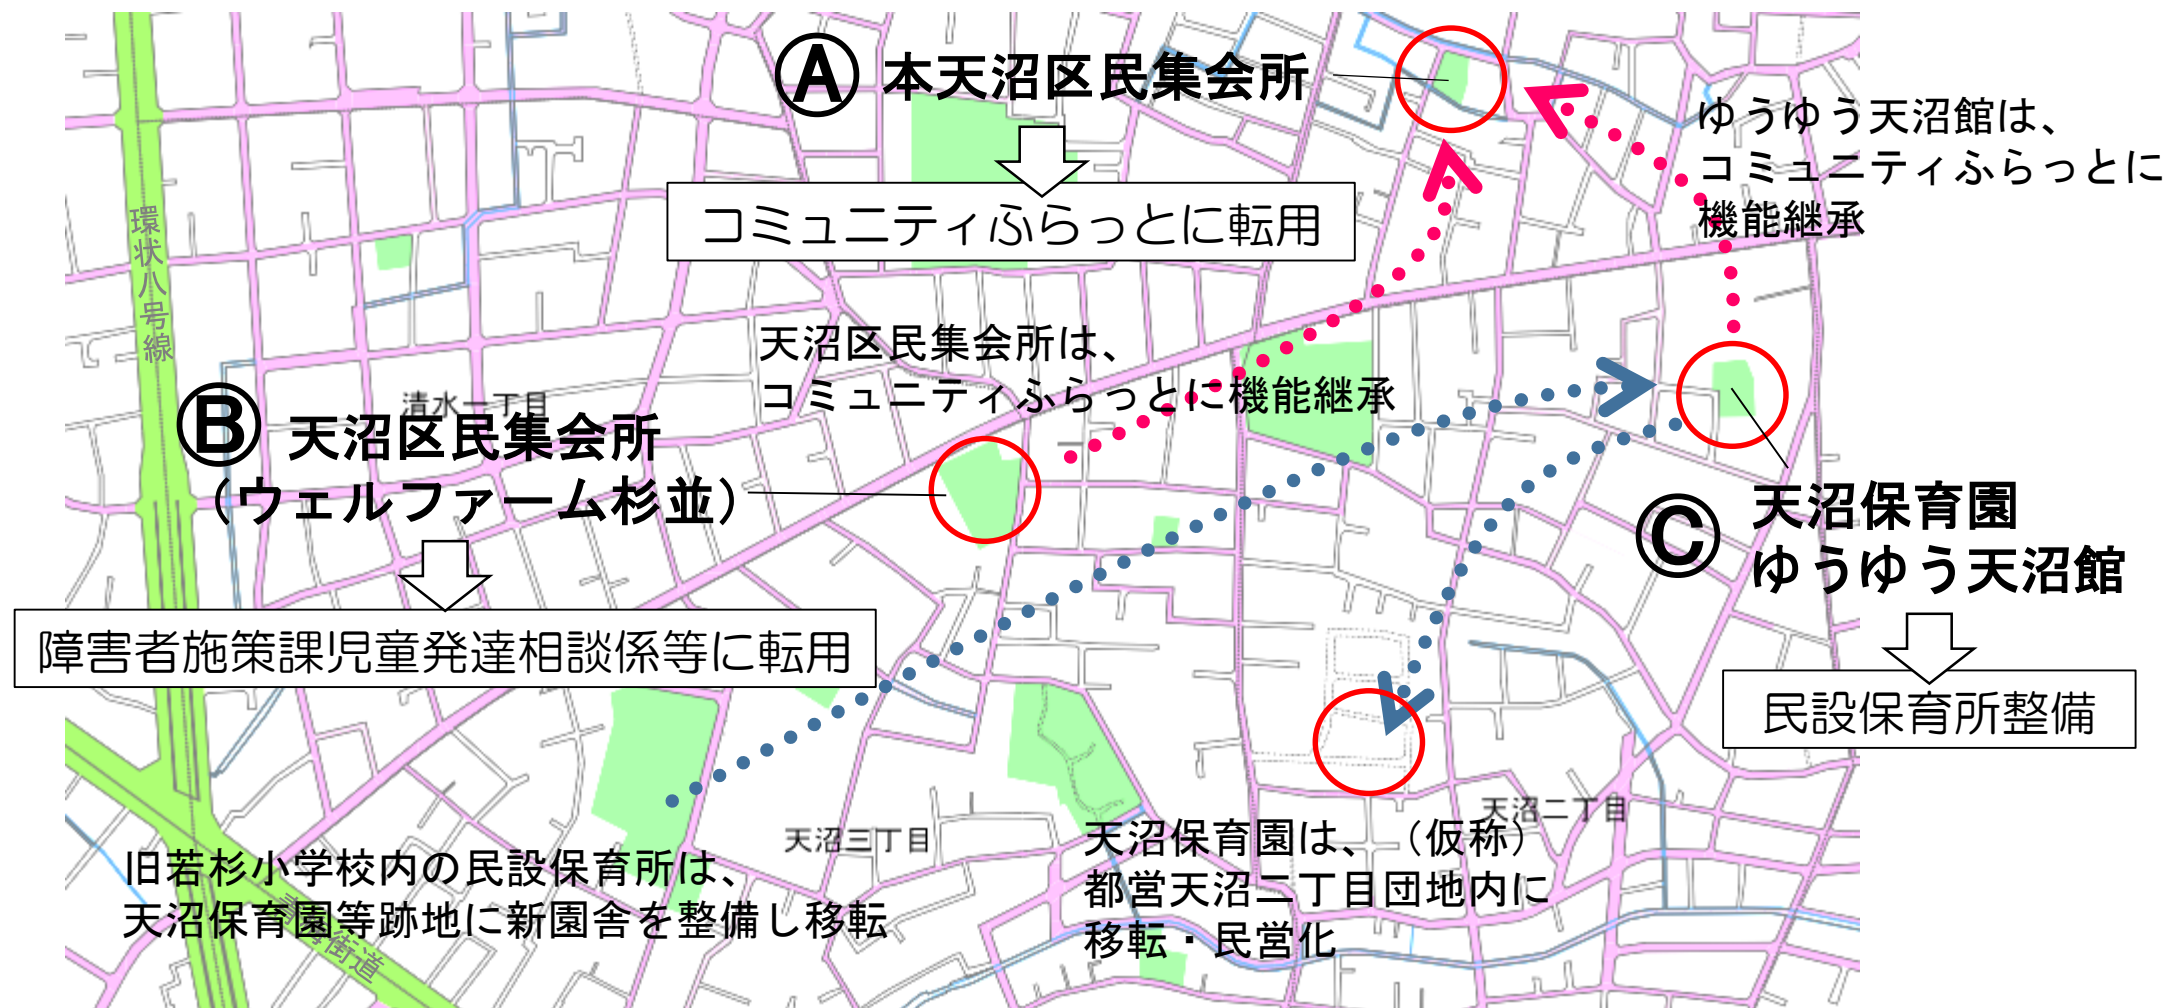 Ⓐ 本天沼区民集会所
コミュニティふらっとに転用
ゆうゆう天沼館は、
コミュニティふらっとに
機能継承
環状八号線
天沼区民集会所は、
コミュニティふらっとに機能継承
清水一丁目
Ⓑ 天沼区民集会所
（ウェルファーム杉並）
障害者施策課児童発達相談係等に転用
Ⓒ 天沼保育園
ゆうゆう天沼館
民設保育所整備
天沼二丁目
天沼三丁目
天沼保育園は、（仮称）
都営天沼二丁目団地内に
移転・民営化
旧若杉小学校内の民設保育所は、
天沼保育園等跡地に新園舎を整備し移転
青梅街道